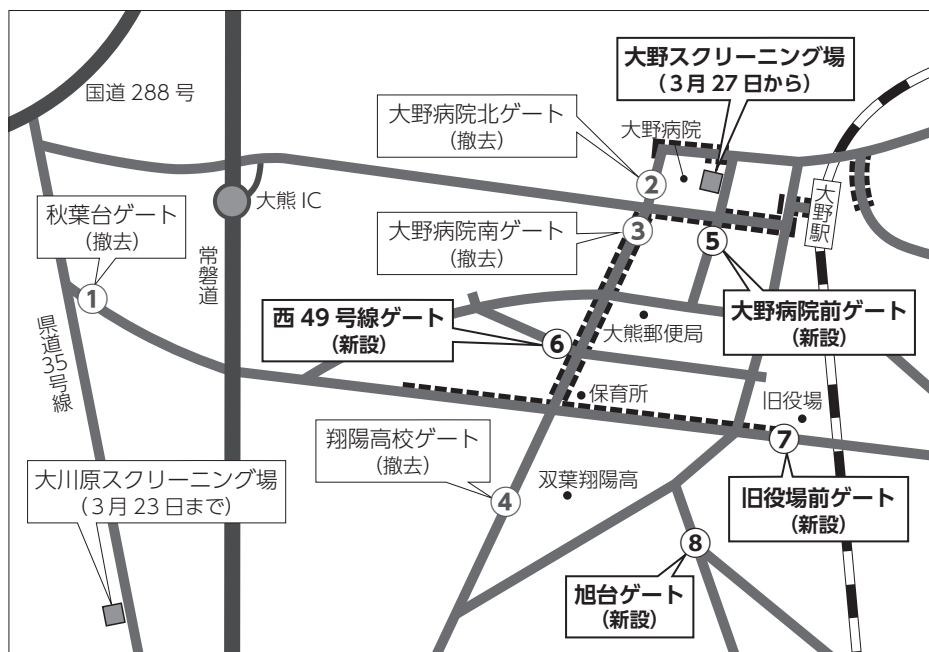 国道 288 号
大野スクリーニング場
（3月 27 日から）
大野病院北ゲート
（撤去）
大野病院
2
大野駅
大熊 IC
秋葉台ゲート
（撤去）
大野病院南ゲート
（撤去）
3
5
1
常磐道
県道35号線
西 49 号線ゲート
（新設）
6
大熊郵便局
大野病院前ゲート
（新設）
保育所
旧役場
7
翔陽高校ゲート
（撤去）
4
双葉翔陽高
大川原スクリーニング場
（3月 23 日まで）
旧役場前ゲート
（新設）
8
旭台ゲート
（新設）